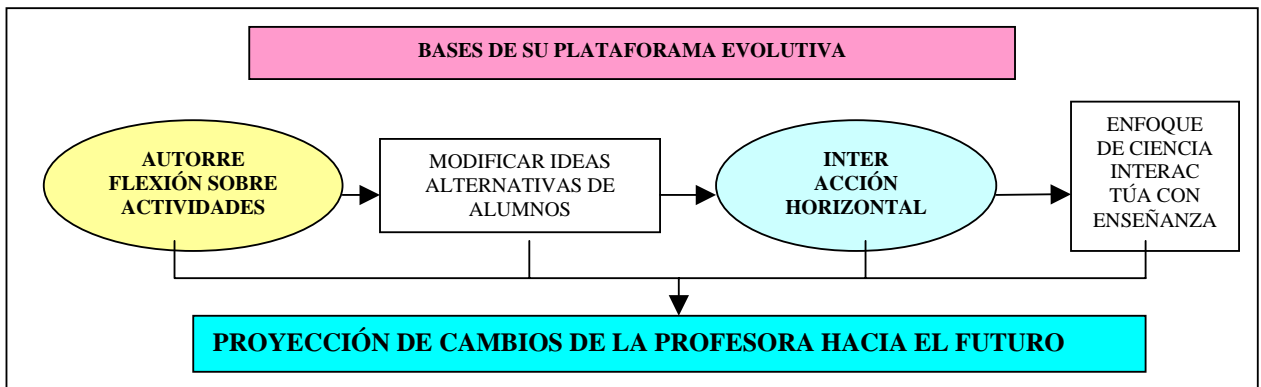 BASES DE SU PLATAFORAMA EVOLUTIVA
AUTORRE
FLEXIÓN SOBRE
ACTIVIDADES
MODIFICAR IDEAS
ALTERNATIVAS DE
ALUMNOS
INTER
ACCIÓN
HORIZONTAL
ENFOQUE
DE CIENCIA
INTERAC
TÚA CON
ENSEÑANZA
PROYECCIÓN DE CAMBIOS DE LA PROFESORA HACIA EL FUTURO